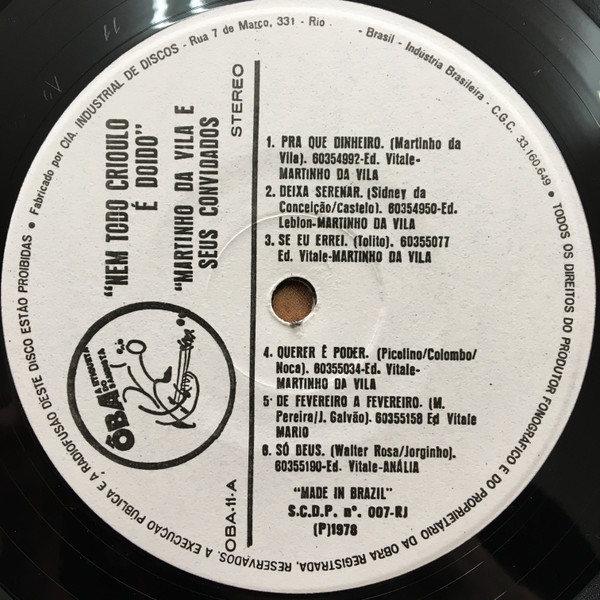 "NEM TODO CRIOULO
É DOIDO"
"MARTINHO DA VILA E
SEUS CONVIDADOS
STEREO
ÔBA
A ETIQUETA
DO
SAMBISTA
OBA-11-A
1. PRA QUE DINHEIRO. (Martinho da
Vila). 60354992-Ed. Vitale-
MARTINHO DA VILA
2. DEIXA SERENAR. (Sidney da
Conceição/Castelo). 60354950-Ed.
Leblon-MARTINHO DA VILA
3. SE EU ERREI. (Tolito). 60355077
Ed. Vitale-MARTINHO DA VILA
4. QUERER É PODER. (Picolino/Colombo/
Noca). 60355034-Ed. Vitale-
MARTINHO DA VILA
5· DE FEVEREIRO A FEVEREIRO. (M.
Pereira/J. Galvão). 60355158 Ed Vitale
MARIO
6. SÓ DEUS. (Walter Rosa/Jorginho).
60355190-Ed. Vitale-ANÁLIA
"MADE IN BRAZIL"
S.C.D.P. nº. 007-RJ
(P)1978
Fabricado por CIA. INDUSTRIAL DE DISCOS - Rua 7 de Março, 331 - Rio - Brasil - Indústria Brasileira - C.G.C. 33.160.649 • TODOS OS DIREITOS DO PRODUTOR FONOGRÁFICO E DO PROPRIETÁRIO DA OBRA REGISTRADA, RESERVADOS. A EXECUÇÃO PÚBLICA E A RADIOFUSÃO DESTE DISCO ESTÃO PROIBIDAS •